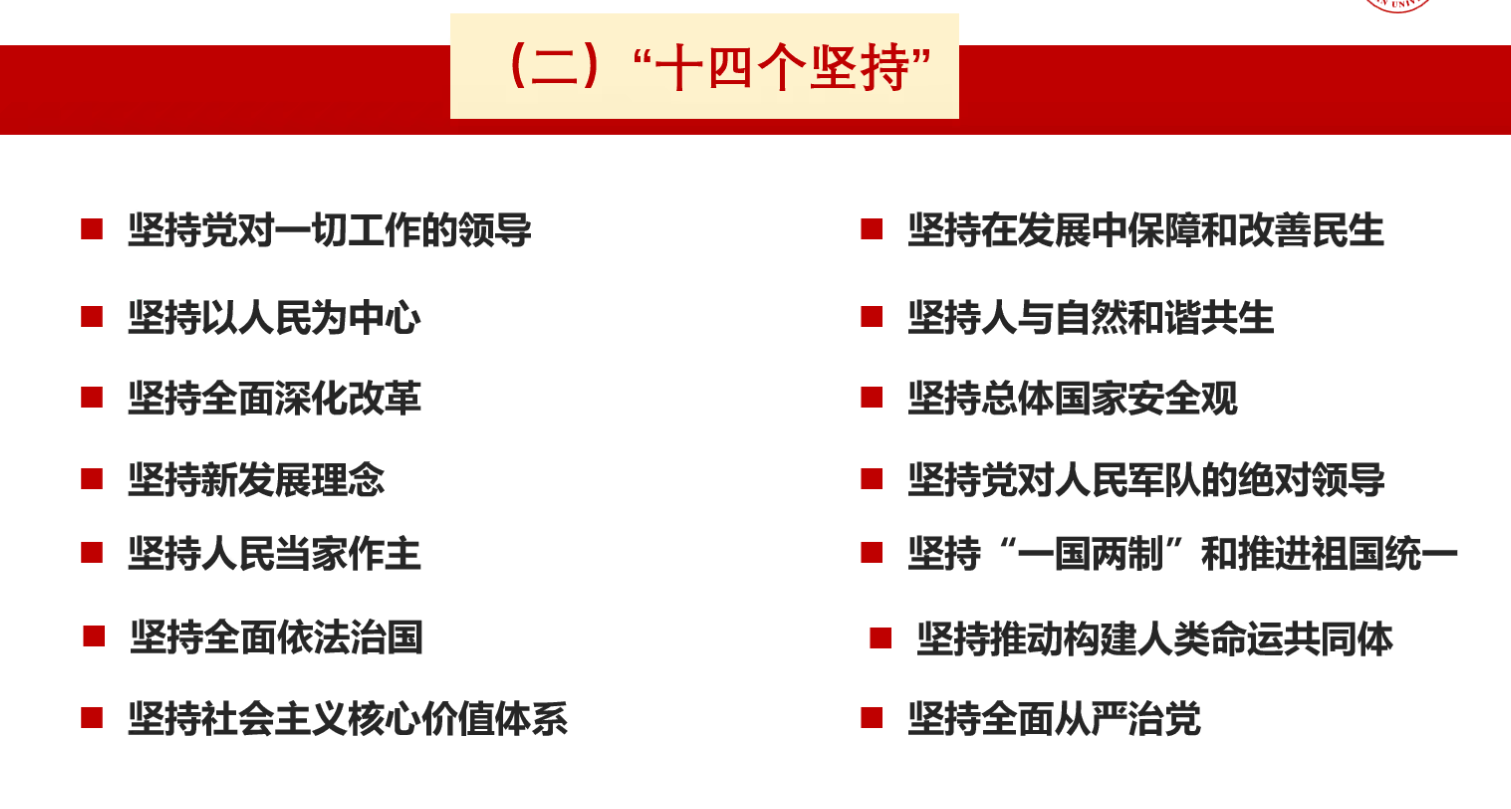 （二）“十四个坚持”
坚持党对一切工作的领导
坚持以人民为中心
坚持全面深化改革
坚持新发展理念
坚持人民当家作主
坚持全面依法治国
坚持社会主义核心价值体系
坚持在发展中保障和改善民生
坚持人与自然和谐共生
坚持总体国家安全观
坚持党对人民军队的绝对领导
坚持“一国两制”和推进祖国统一
坚持推动构建人类命运共同体
坚持全面从严治党